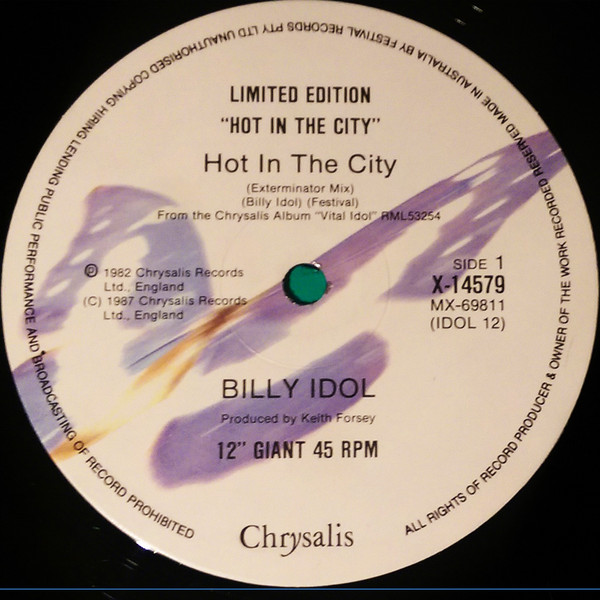 LIMITED EDITION
"HOT IN THE CITY"
Hot In The City
(Exterminator Mix)
(Billy Idol) (Festival)
From the Chrysalis Album "Vital Idol" RML53254
℗ 1982 Chrysalis Records
Ltd., England
(C) 1987 Chrysalis Records
Ltd., England
SIDE 1
X-14579
MX-69811
(IDOL 12)
BILLY IDOL
Produced by Keith Forsey
12" GIANT 45 RPM
Chrysalis
ALL RIGHTS OF RECORD PRODUCER & OWNER OF THE WORK RECORDED RESERVED MADE IN AUSTRALIA BY FESTIVAL RECORDS PTY LTD UNAUTHORISED COPYING HIRING LENDING PUBLIC PERFORMANCE AND BROADCASTING OF RECORD PROHIBITED